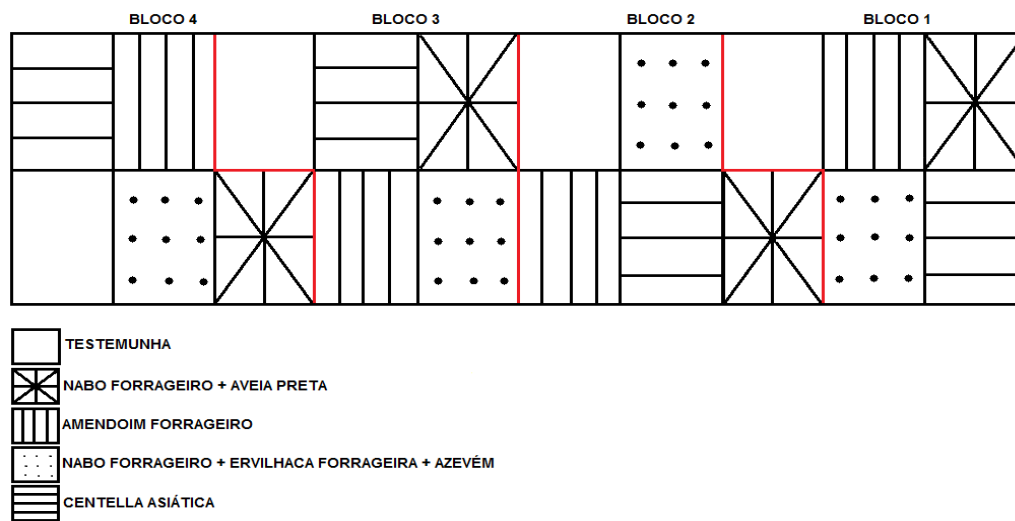 BLOCO 4 BLOCO 3 BLOCO 2 BLOCO 1
TESTEMUNHA
NABO FORRAGEIRO + AVEIA PRETA
AMENDOIM FORRAGEIRO
NABO FORRAGEIRO + ERVILHACA FORRAGEIRA + AZEVÉM
CENTELLA ASIÁTICA